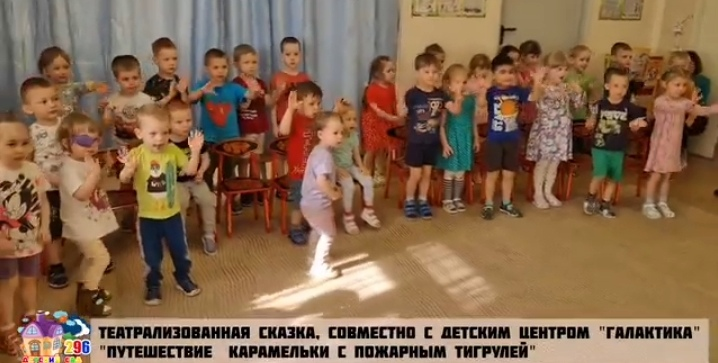 ТЕАТРАЛИЗОВАННАЯ СКАЗКА, СОВМЕСТНО С ДЕТСКИМ ЦЕНТРОМ "ГАЛАКТИКА"
"ПУТЕШЕСТВИЕ КАРАМЕЛЬКИ С ПОЖАРНЫМ ТИГРУЛЕЙ"
296